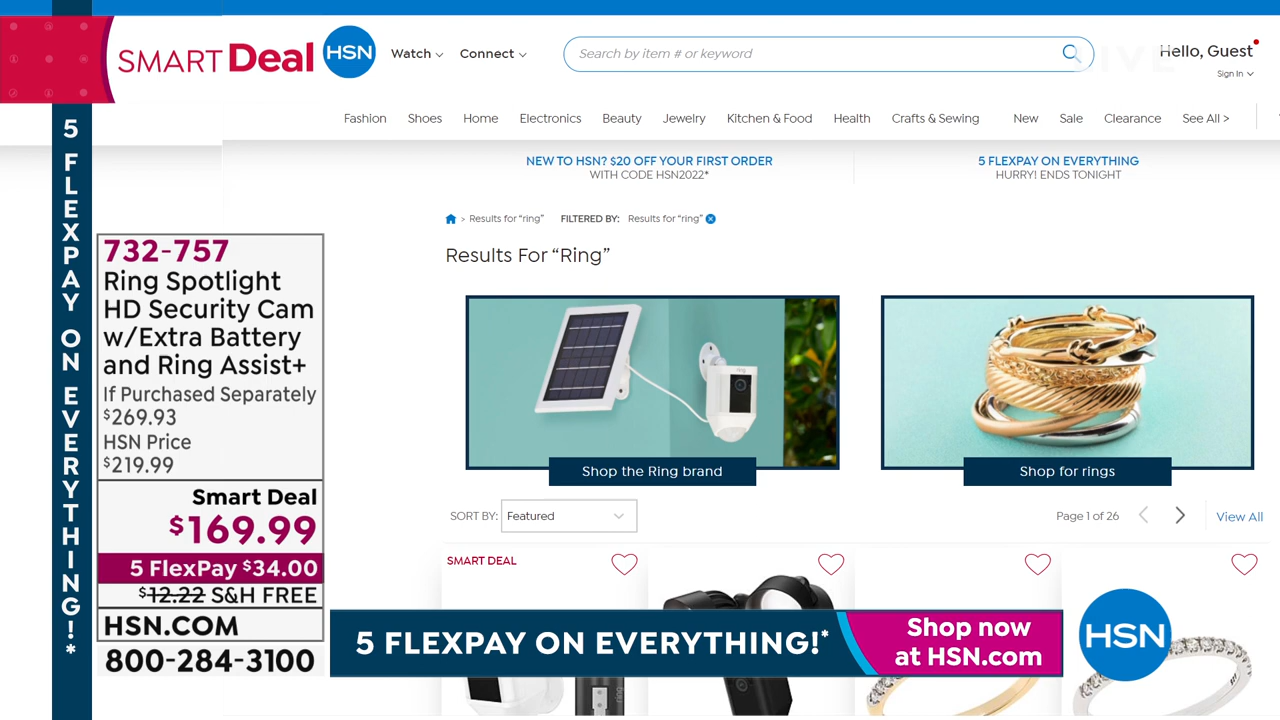 SMART Deal HSN
Watch
Connect
Search by item # or keyword
LIVE
Hello, Guest
Sign In
Fashion
Shoes
Home
Electronics
Beauty
Jewelry
Kitchen & Food
Health
Crafts & Sewing
New
Sale
Clearance
See All >
NEW TO HSN? $20 OFF YOUR FIRST ORDER
WITH CODE HSN2022*
5 FLEXPAY ON EVERYTHING
HURRY! ENDS TONIGHT
5 FLEXPAY ON EVERYTHING!*
> Results for “ring”
FILTERED BY: Results for “ring”
Results For “Ring”
732-757
Ring Spotlight
HD Security Cam
w/Extra Battery
and Ring Assist+
If Purchased Separately
$269.93
HSN Price
$219.99
Smart Deal
$169.99
5 FlexPay $34.00
$12.22 S&H FREE
HSN.COM
800-284-3100
ring
Shop the Ring brand
Shop for rings
SORT BY: Featured
Page 1 of 26
View All
SMART DEAL
ring
5 FLEXPAY ON EVERYTHING!*
Shop now
at HSN.com
HSN